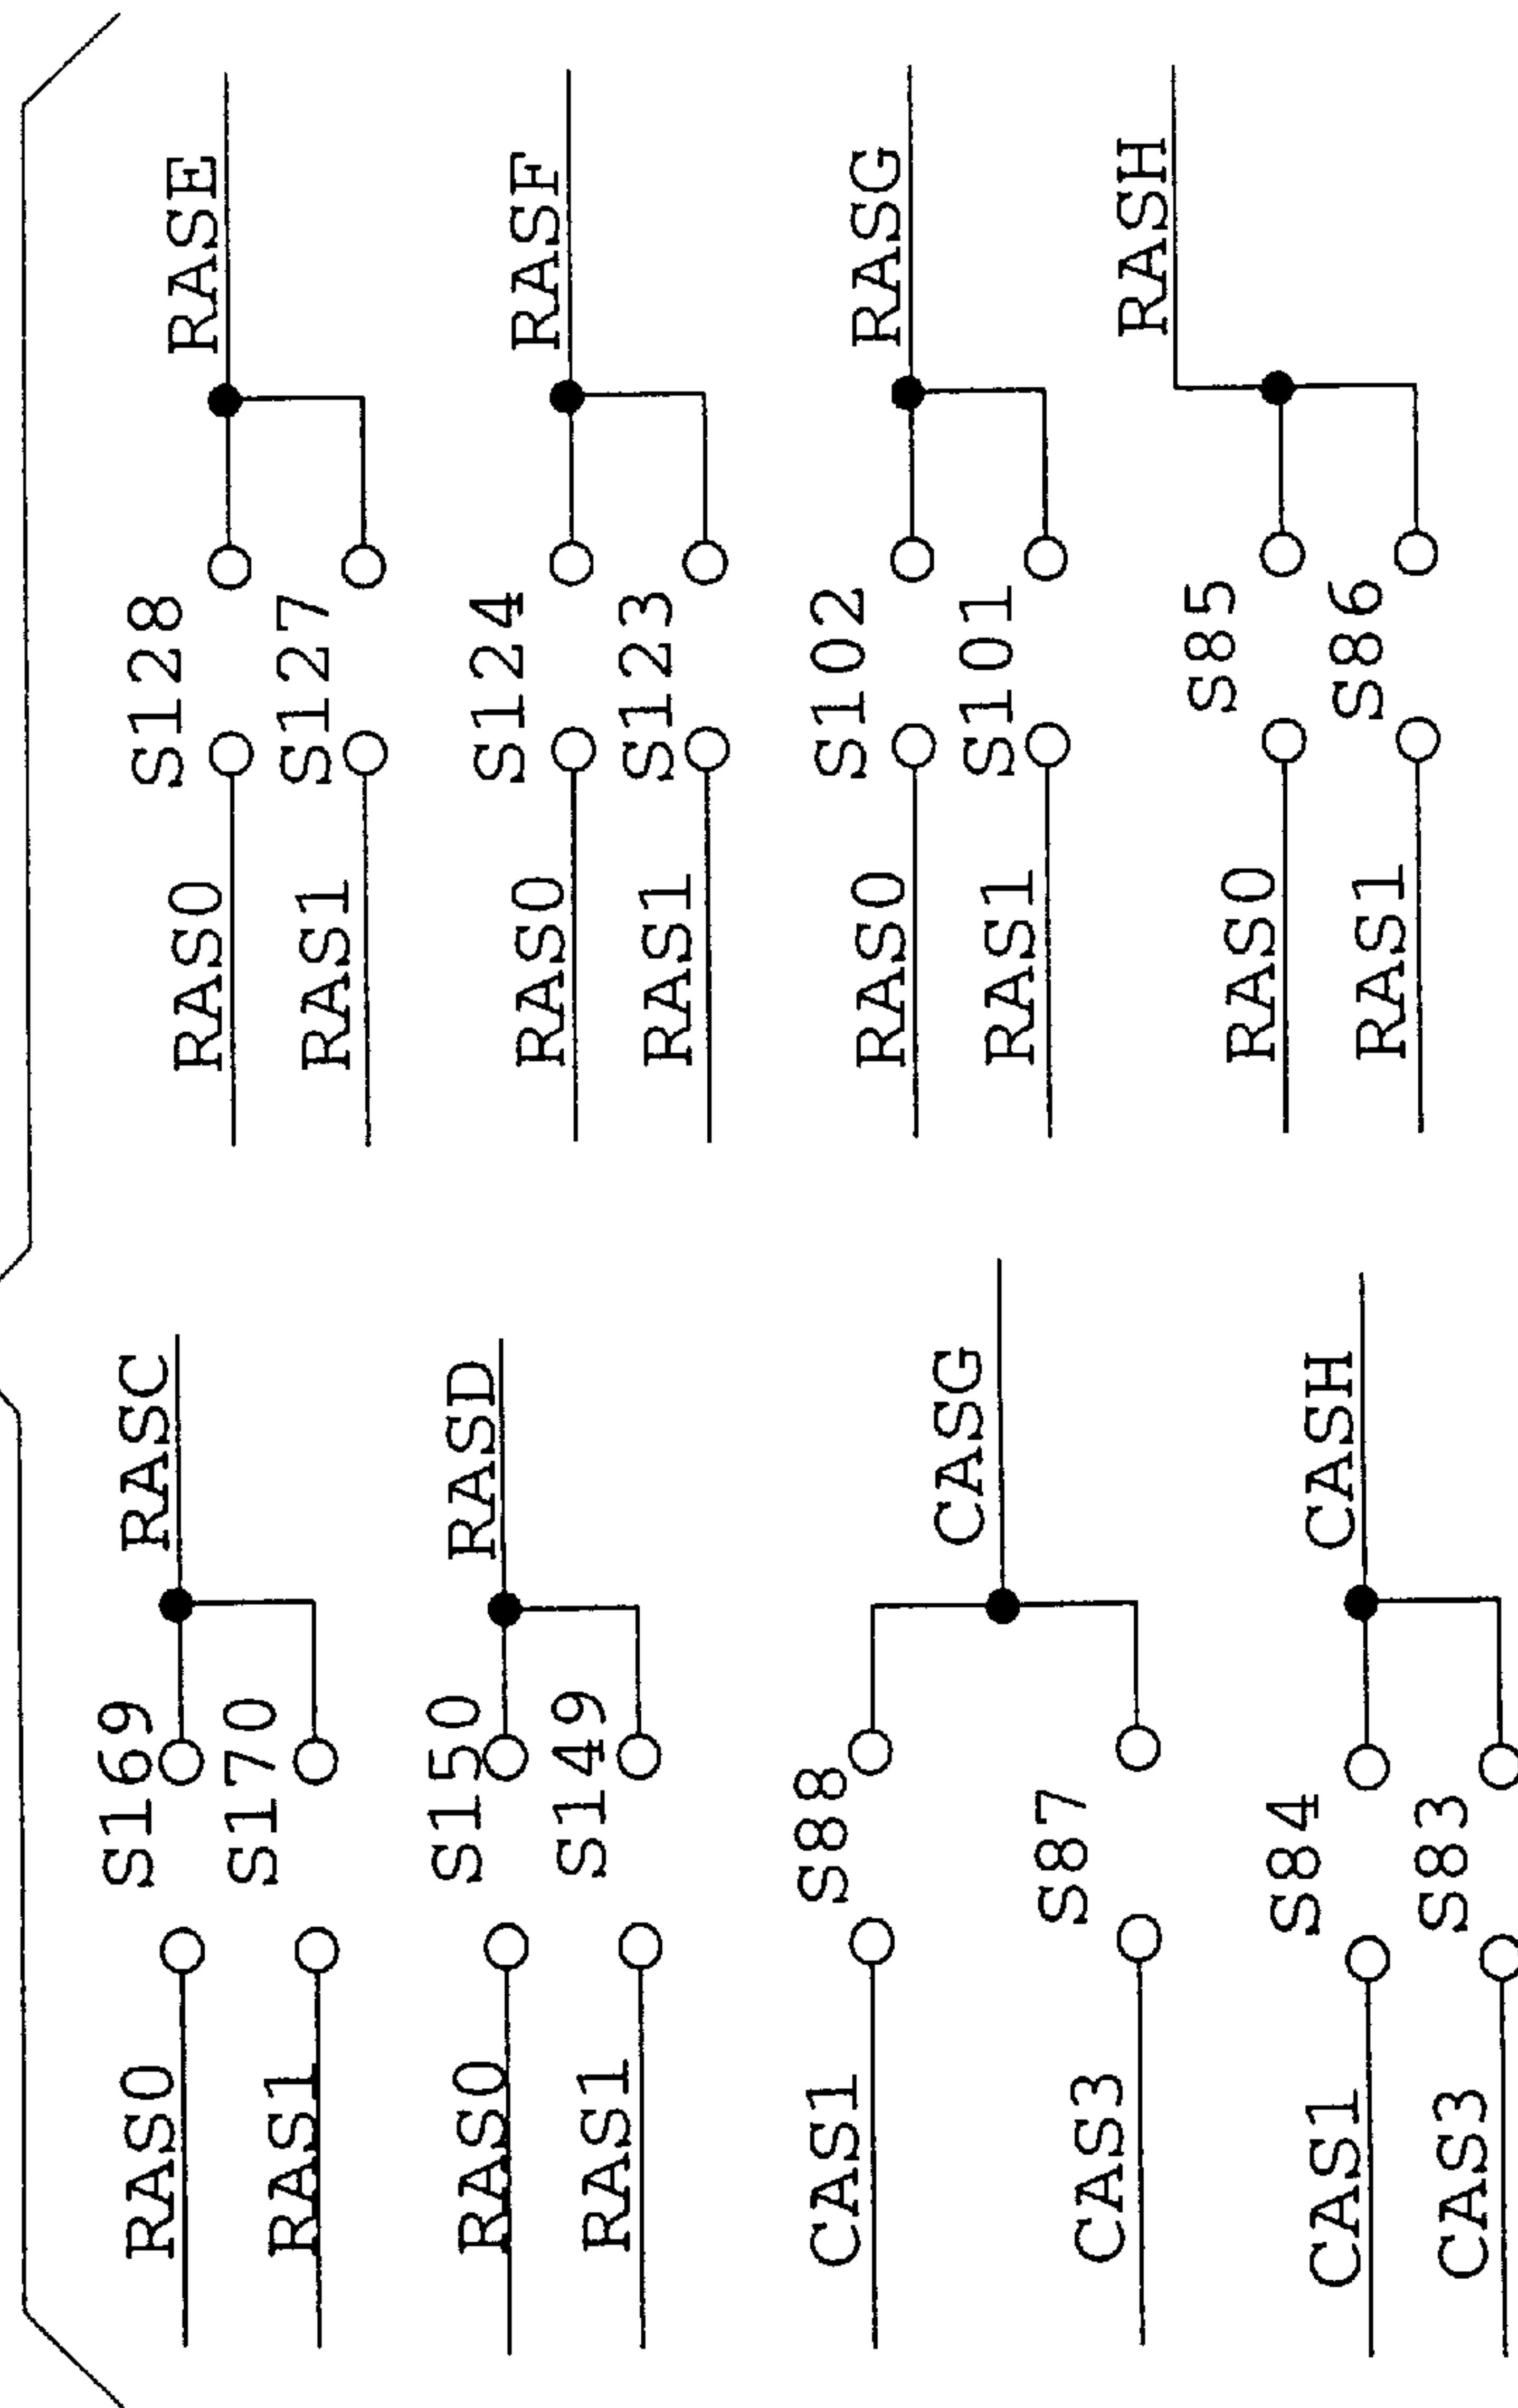 RAS0 S169 RASC
RAS1 S170
RAS0 S150 RASD
RAS1 S149
CAS1 S88 CASG
CAS3 S87
CAS1 S84 CASH
CAS3 S83
RAS0 S128 RASE
RAS1 S127
RAS0 S124 RASF
RAS1 S123
RAS0 S102 RASG
RAS1 S101
RAS0 S85 RASH
RAS1 S86